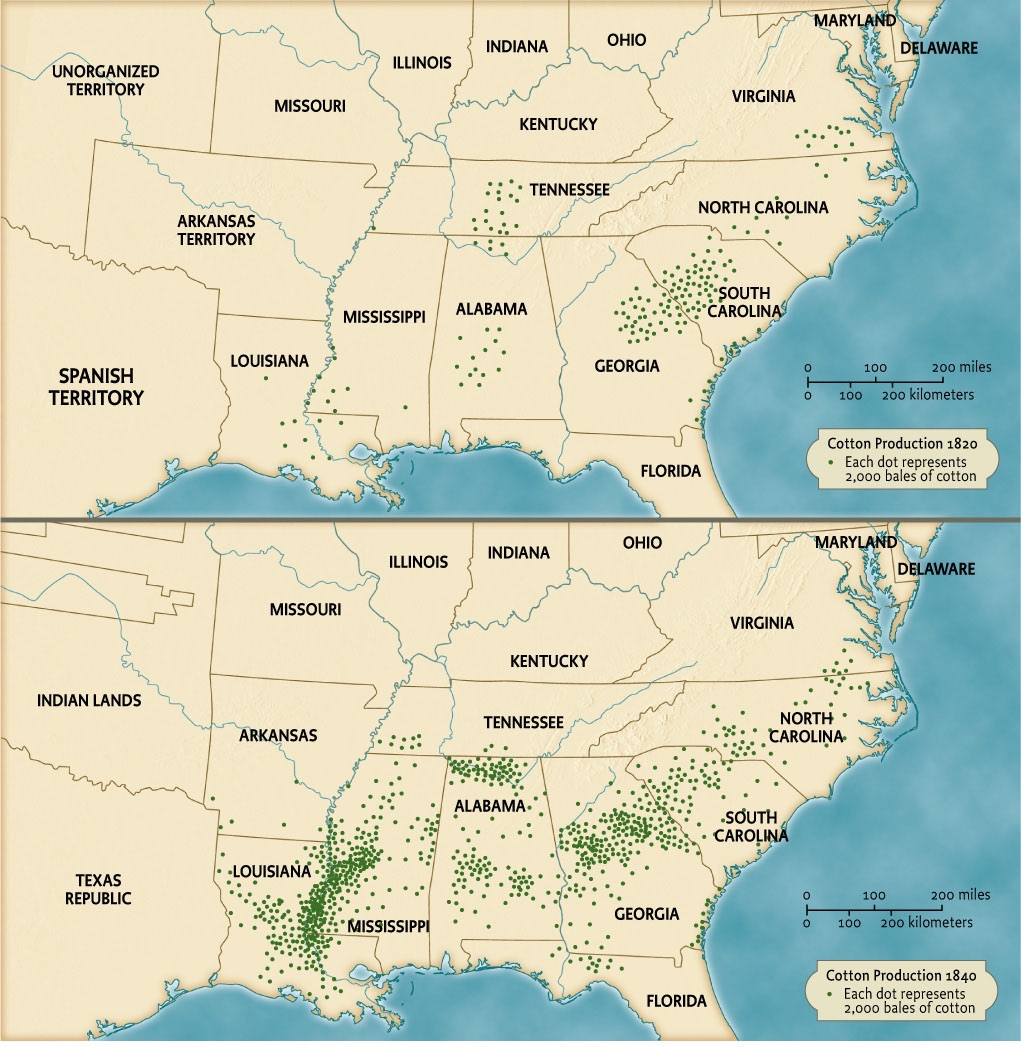 MARYLAND
OHIO
INDIANA
DELAWARE
ILLINOIS
UNORGANIZED
TERRITORY
VIRGINIA
MISSOURI
KENTUCKY
TENNESSEE
NORTH CAROLINA
ARKANSAS
TERRITORY
SOUTH
CAROLINA
ALABAMA
MISSISSIPPI
LOUISIANA
GEORGIA
SPANISH
TERRITORY
0 100 200 miles
0 100 200 kilometers
Cotton Production 1820
Each dot represents
2,000 bales of cotton
FLORIDA
MARYLAND
OHIO
INDIANA
ILLINOIS
DELAWARE
MISSOURI
VIRGINIA
KENTUCKY
INDIAN LANDS
TENNESSEE
NORTH
CAROLINA
ARKANSAS
ALABAMA
SOUTH
CAROLINA
LOUISIANA
TEXAS
REPUBLIC
GEORGIA
MISSISSIPPI
0 100 200 miles
0 100 200 kilometers
Cotton Production 1840
Each dot represents
2,000 bales of cotton
FLORIDA